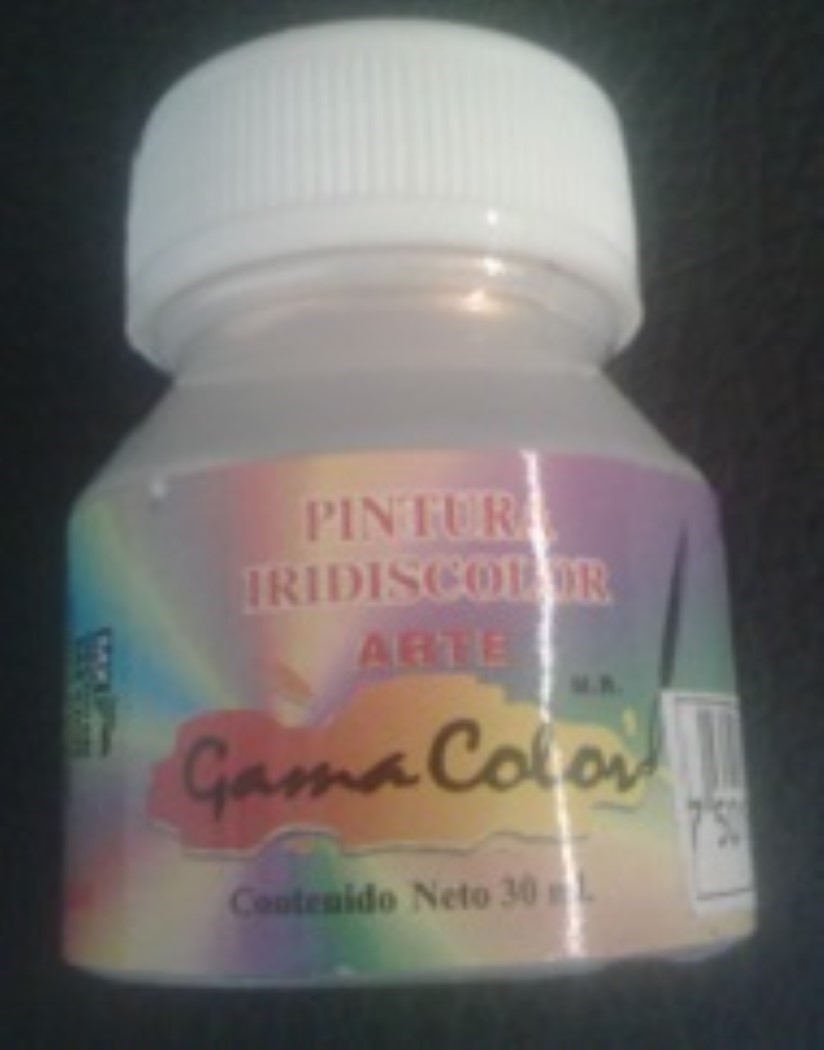 PINTURA
IRIDISCOLOR
ARTE
M.R.
Gama Color
Contenido Neto 30 ml.